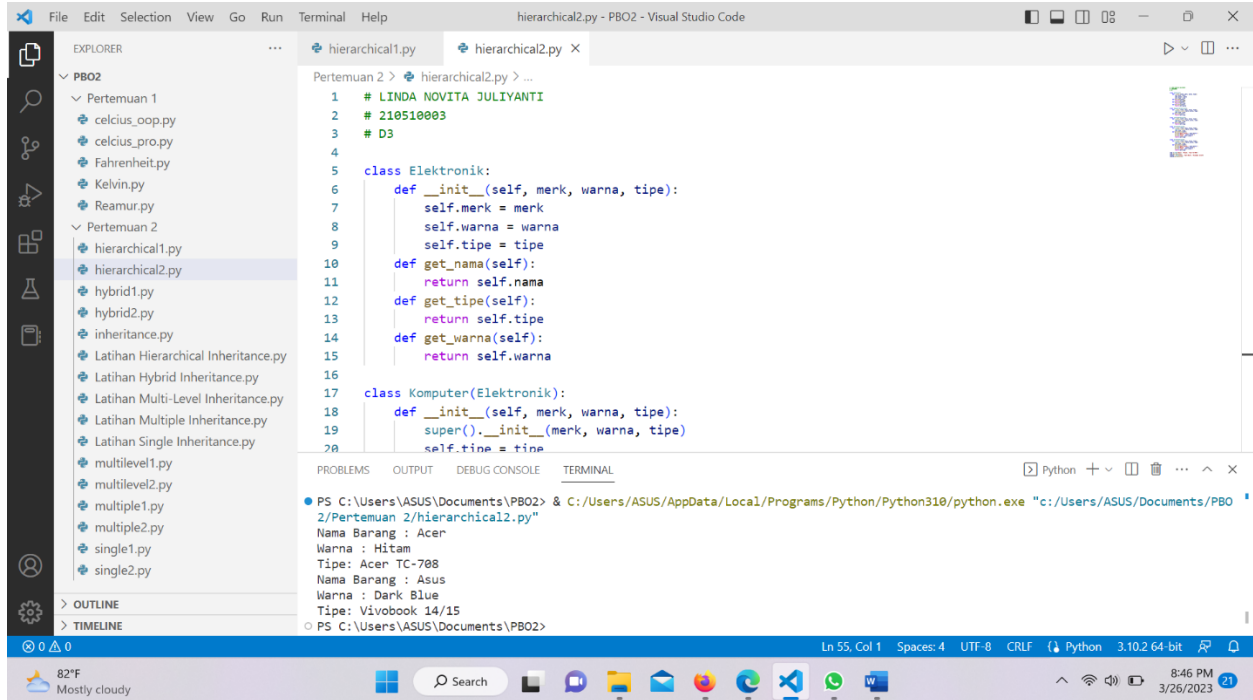 File Edit Selection View Go Run Terminal Help
hierarchical2.py - PBO2 - Visual Studio Code
EXPLORER
PBO2
Pertemuan 1
celcius_oop.py
celcius_pro.py
Fahrenheit.py
Kelvin.py
Reamur.py
Pertemuan 2
hierarchical1.py
hierarchical2.py
hybrid1.py
hybrid2.py
inheritance.py
Latihan Hierarchical Inheritance.py
Latihan Hybrid Inheritance.py
Latihan Multi-Level Inheritance.py
Latihan Multiple Inheritance.py
Latihan Single Inheritance.py
multilevel1.py
multilevel2.py
multiple1.py
multiple2.py
single1.py
single2.py
OUTLINE
TIMELINE
hierarchical1.py hierarchical2.py
Pertemuan 2 > hierarchical2.py > ...
1 # LINDA NOVITA JULIYANTI
2 # 210510003
3 # D3
4
5 class Elektronik:
6 def __init__(self, merk, warna, tipe):
7 self.merk = merk
8 self.warna = warna
9 self.tipe = tipe
10 def get_nama(self):
11 return self.nama
12 def get_tipe(self):
13 return self.tipe
14 def get_warna(self):
15 return self.warna
16
17 class Komputer(Elektronik):
18 def __init__(self, merk, warna, tipe):
19 super().__init__(merk, warna, tipe)
20 self.tipe = tipe
PROBLEMS OUTPUT DEBUG CONSOLE TERMINAL
Python
PS C:\Users\ASUS\Documents\PBO2> & C:/Users/ASUS/AppData/Local/Programs/Python/Python310/python.exe "c:/Users/ASUS/Documents/PBO
2/Pertemuan 2/hierarchical2.py"
Nama Barang : Acer
Warna : Hitam
Tipe: Acer TC-708
Nama Barang : Asus
Warna : Dark Blue
Tipe: Vivobook 14/15
PS C:\Users\ASUS\Documents\PBO2>
0 0
Ln 55, Col 1 Spaces: 4 UTF-8 CRLF Python 3.10.2 64-bit
82°F
Mostly cloudy
Search
8:46 PM
3/26/2023
21